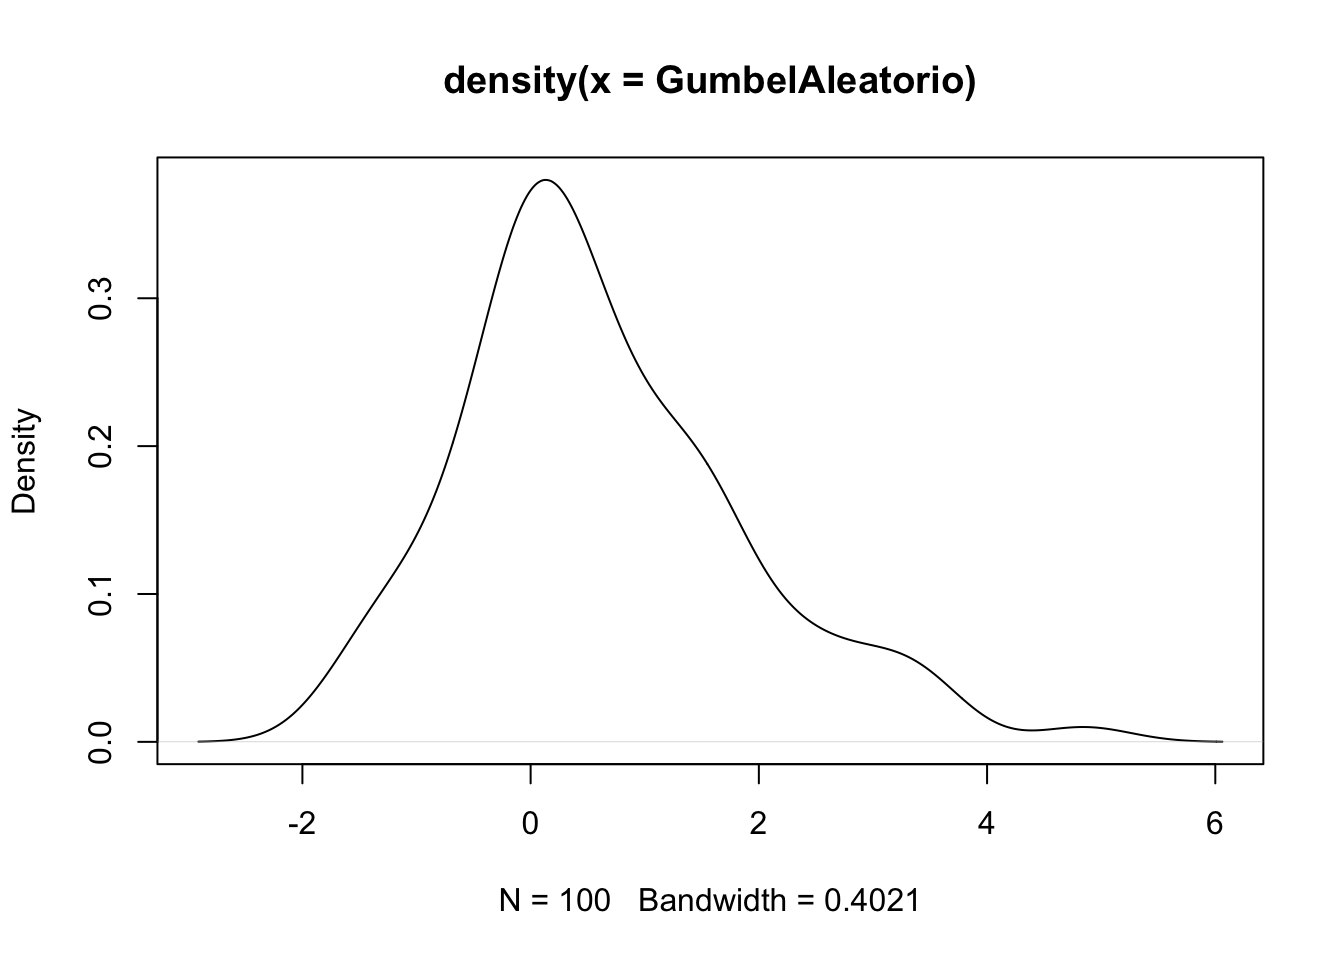 density(x = GumbelAleatorio)
Density
0.3
0.2
0.1
0.0
-2 0 2 4 6
N = 100 Bandwidth = 0.4021